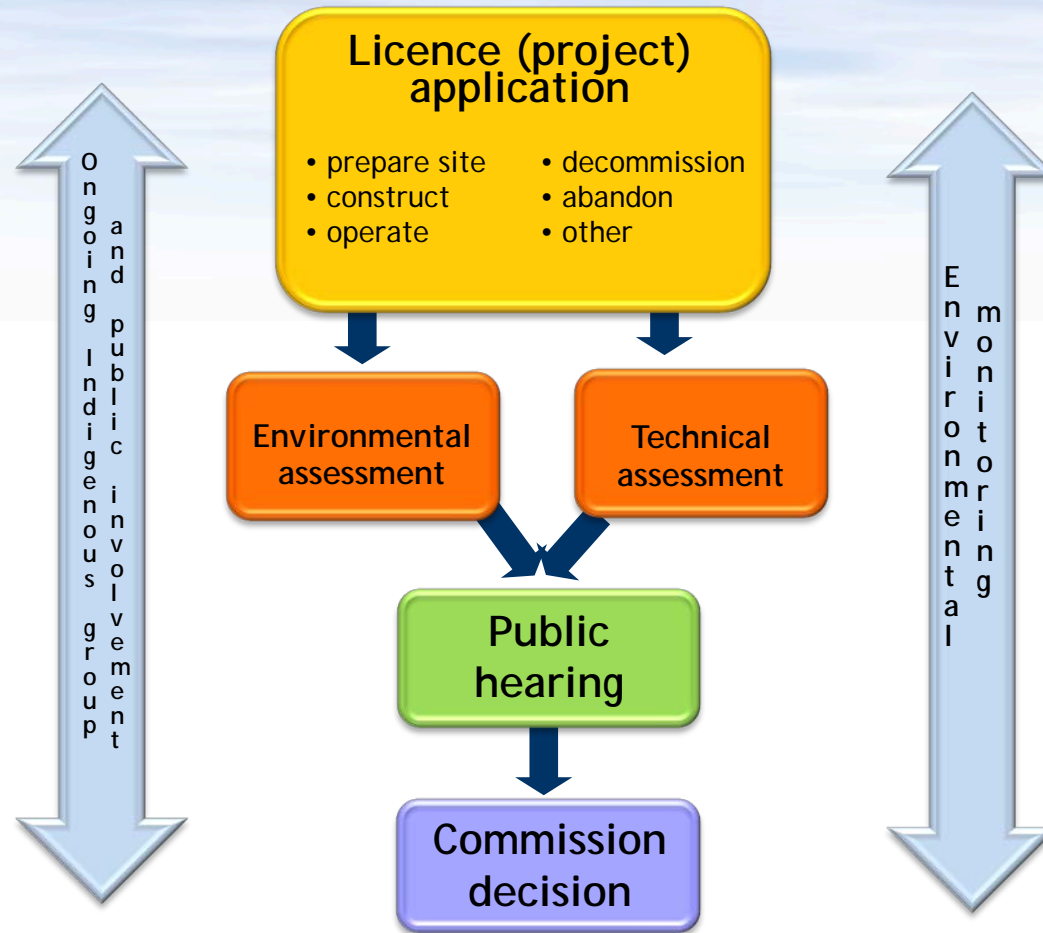 Licence (project)
application
• prepare site
• construct
• operate
• decommission
• abandon
• other
Ongoing Indigenous group
and public involvement
Environmental
monitoring
Environmental
assessment
Technical
assessment
Public
hearing
Commission
decision